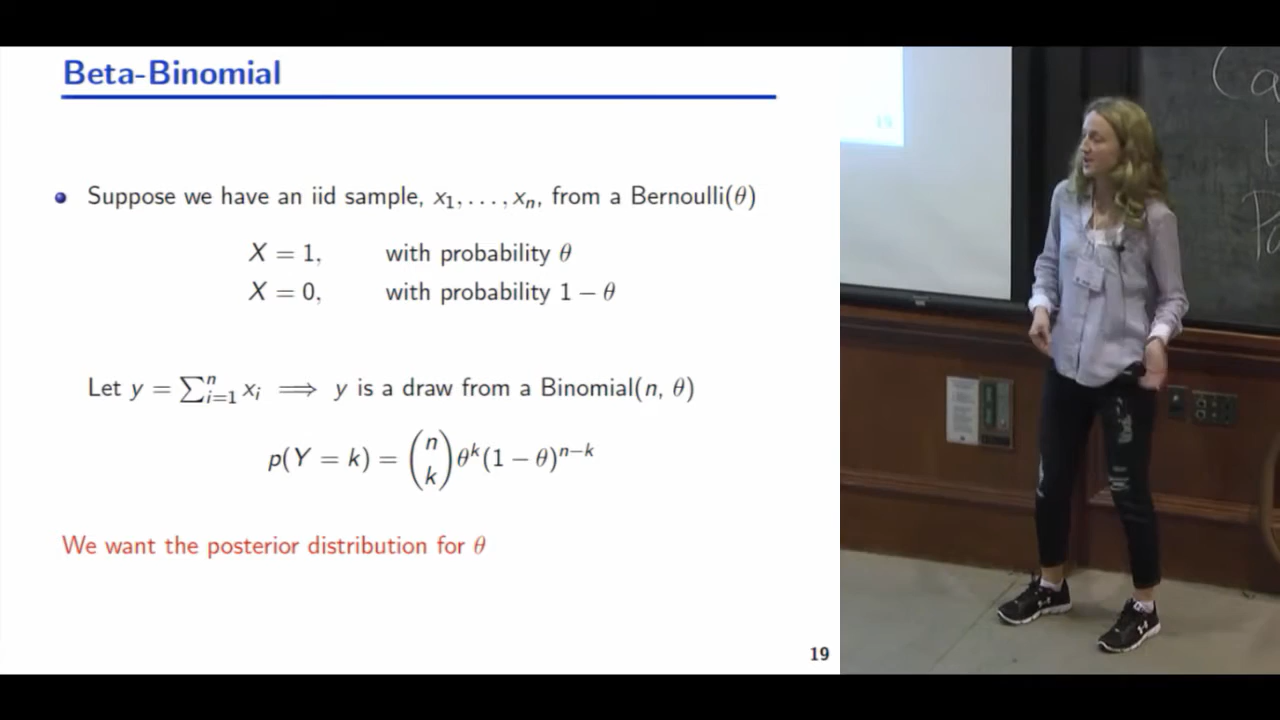 Beta-Binomial
Suppose we have an iid sample, x₁, . . . , xₙ, from a Bernoulli(θ)
X = 1, with probability θ
X = 0, with probability 1 − θ
Let y = ∑ⁿᵢ₌₁ xᵢ ⟹ y is a draw from a Binomial(n, θ)
p(Y = k) = (n k) θᵏ(1 − θ)ⁿ⁻ᵏ
We want the posterior distribution for θ
19
19